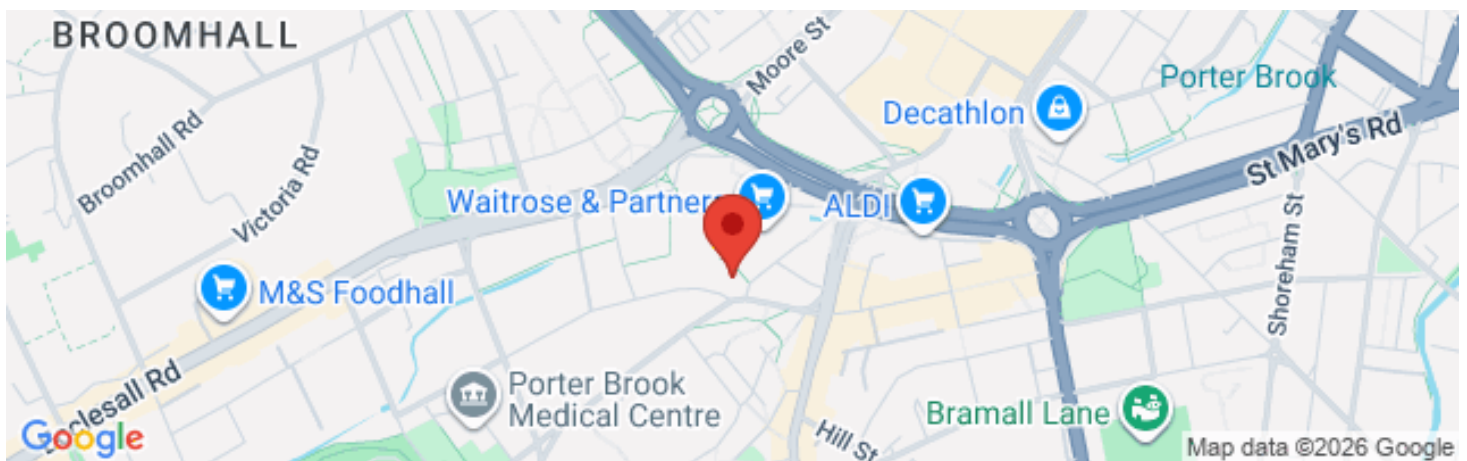 BROOMHALL
Moore St
Porter Brook
Decathlon
Broomhall Rd
St Mary's Rd
Victoria Rd
Waitrose & Partners
ALDI
Shoreham St
M&S Foodhall
Ecclesall Rd
Porter Brook
Medical Centre
Bramall Lane
Hill St
Google
Map data ©2026 Google